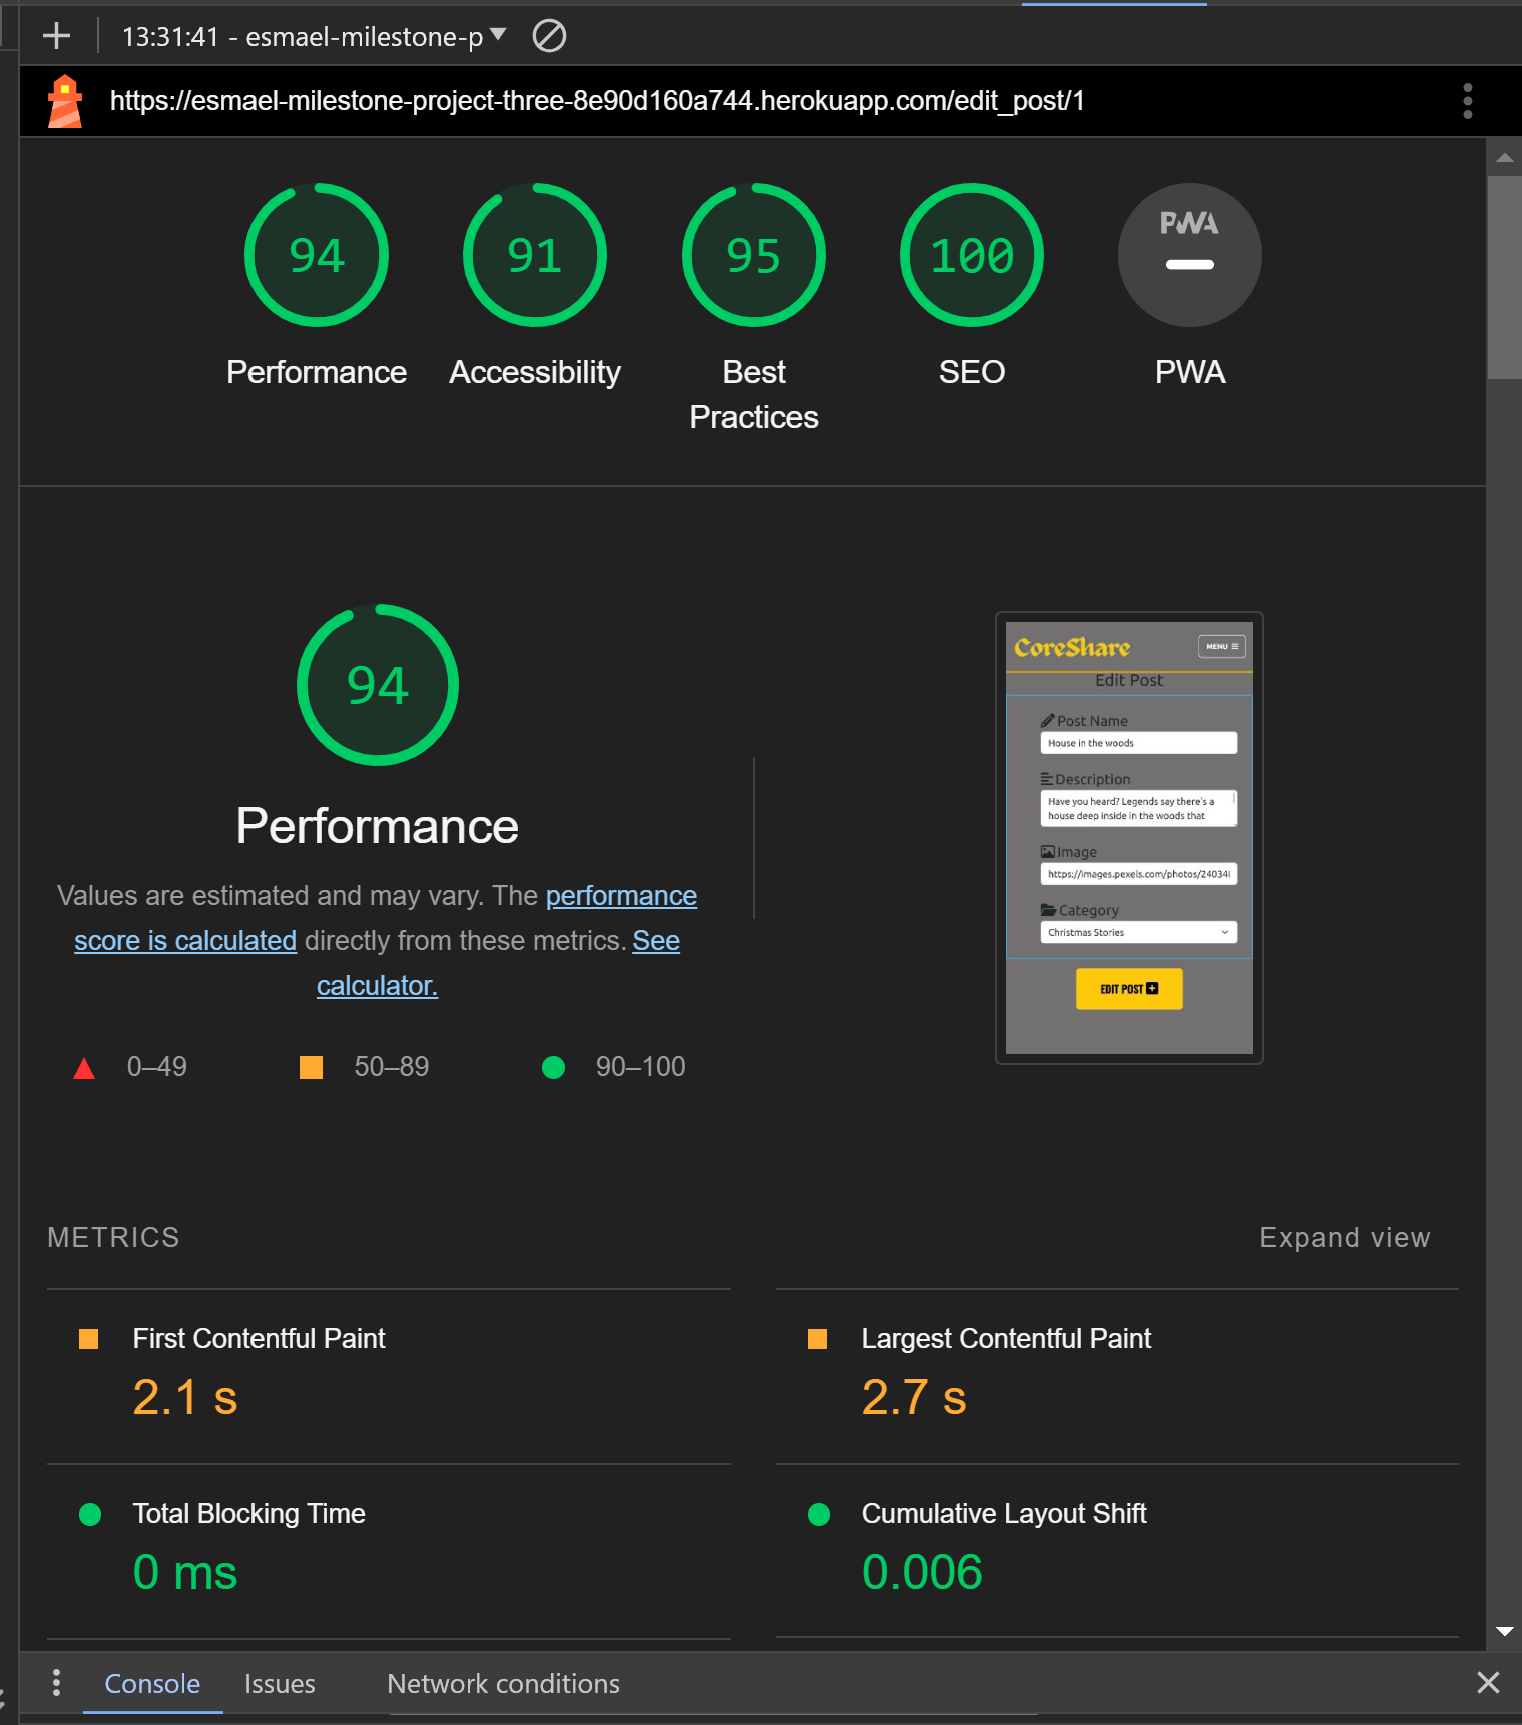 13:31:41 - esmael-milestone-p
https://esmael-milestone-project-three-8e90d160a744.herokuapp.com/edit_post/1
94
91
95
100
PWA
Performance
Accessibility
Best
Practices
SEO
PWA
94
Performance
Values are estimated and may vary. The performance
score is calculated directly from these metrics. See
calculator.
0–49
50–89
90–100
CoreShare
MENU
Edit Post
Post Name
House in the woods
Description
Have you heard? Legends say there's a
house deep inside in the woods that
Image
https://images.pexels.com/photos/24034
Category
Christmas Stories
EDIT POST
METRICS
Expand view
First Contentful Paint
2.1 s
Largest Contentful Paint
2.7 s
Total Blocking Time
0 ms
Cumulative Layout Shift
0.006
Console
Issues
Network conditions